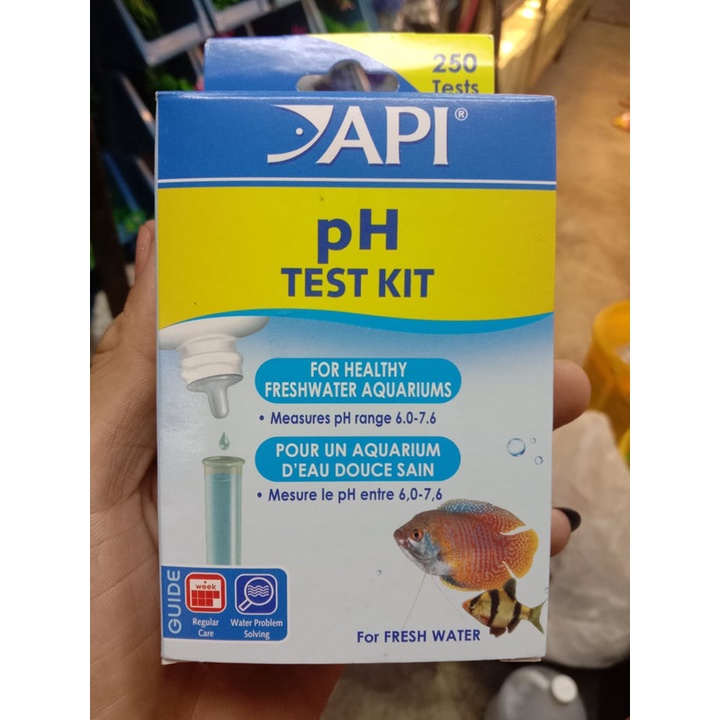 250
Tests
API®
pH
TEST KIT
FOR HEALTHY
FRESHWATER AQUARIUMS
• Measures pH range 6.0-7.6
POUR UN AQUARIUM
D'EAU DOUCE SAIN
• Mesure le pH entre 6,0-7,6
GUIDE
week
Regular
Care
Water Problem
Solving
For FRESH WATER